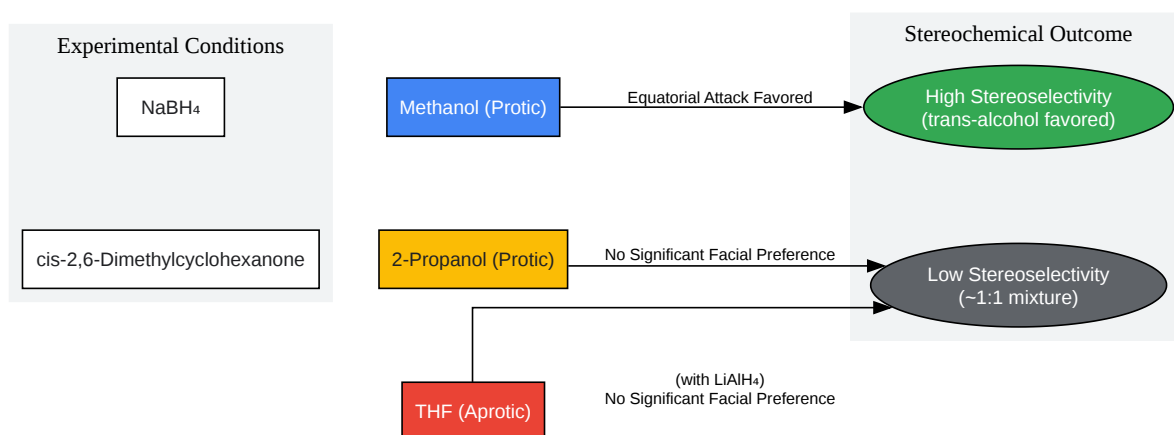 Experimental Conditions
NaBH₄
cis-2,6-Dimethylcyclohexanone
Methanol (Protic)
Equatorial Attack Favored
2-Propanol (Protic)
No Significant Facial Preference
THF (Aprotic)
(with LiAlH₄)
No Significant Facial Preference
Stereochemical Outcome
High Stereoselectivity
(trans-alcohol favored)
Low Stereoselectivity
(~1:1 mixture)